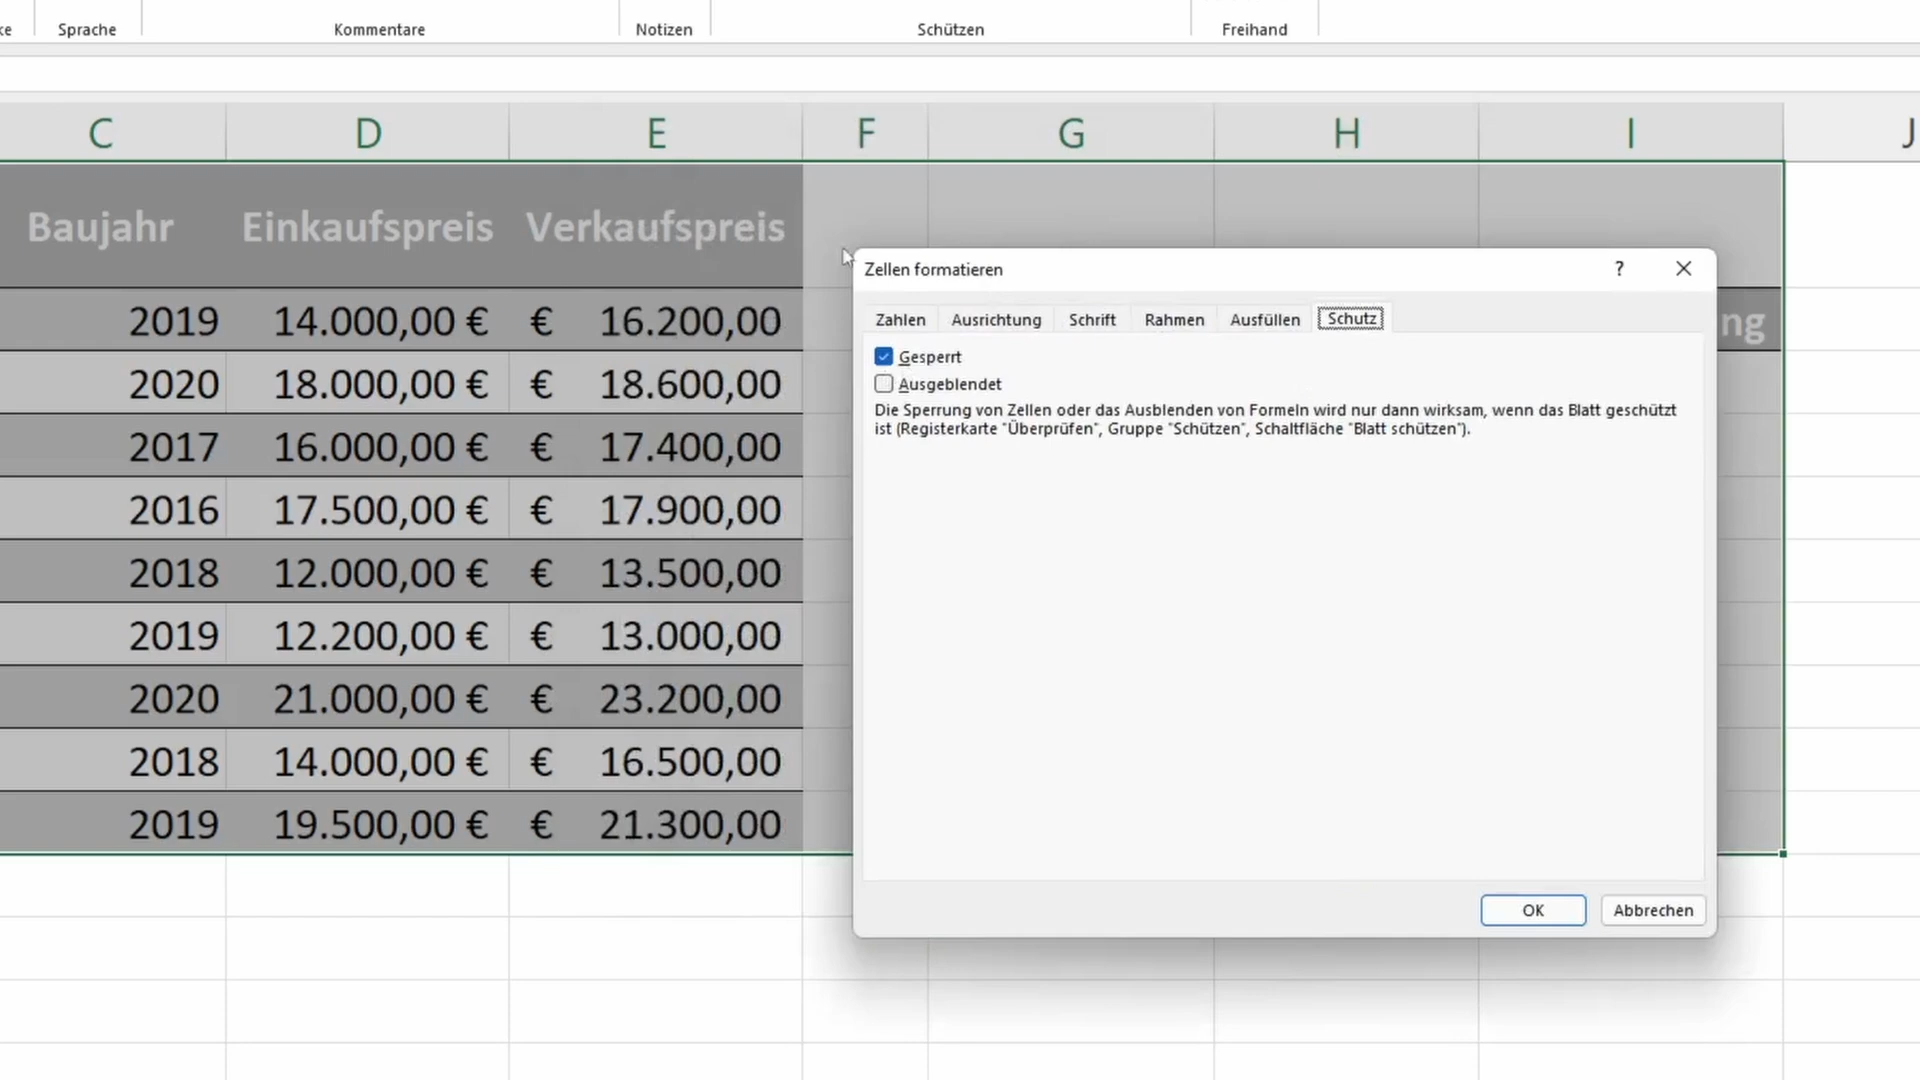 Sprache Kommentare Notizen Schützen Freihand
C D E F G H I J
Baujahr Einkaufspreis Verkaufspreis
2019 14.000,00 € € 16.200,00
2020 18.000,00 € € 18.600,00
2017 16.000,00 € € 17.400,00
2016 17.500,00 € € 17.900,00
2018 12.000,00 € € 13.500,00
2019 12.200,00 € € 13.000,00
2020 21.000,00 € € 23.200,00
2018 14.000,00 € € 16.500,00
2019 19.500,00 € € 21.300,00
Zellen formatieren ?
Zahlen Ausrichtung Schrift Rahmen Ausfüllen Schutz
Gesperrt
Ausgeblendet
Die Sperrung von Zellen oder das Ausblenden von Formeln wird nur dann wirksam, wenn das Blatt geschützt
ist (Registerkarte "Überprüfen", Gruppe "Schützen", Schaltfläche "Blatt schützen").
OK Abbrechen